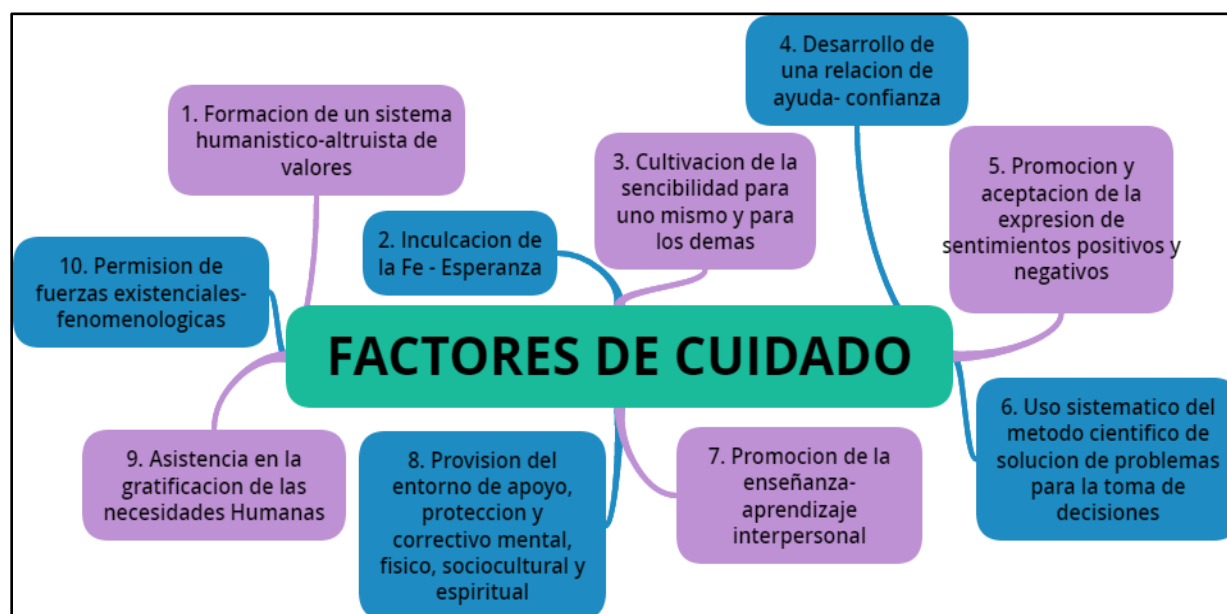 FACTORES DE CUIDADO
1. Formacion de un sistema
humanistico-altruista de
valores
2. Inculcacion de
la Fe - Esperanza
3. Cultivacion de la
sencibilidad para
uno mismo y para
los demas
4. Desarrollo de
una relacion de
ayuda- confianza
5. Promocion y
aceptacion de la
expresion de
sentimientos positivos y
negativos
6. Uso sistematico del
metodo cientifico de
solucion de problemas
para la toma de
decisiones
7. Promocion de la
enseñanza-
aprendizaje
interpersonal
8. Provision del
entorno de apoyo,
proteccion y
correctivo mental,
fisico, sociocultural y
espiritual
9. Asistencia en la
gratificacion de las
necesidades Humanas
10. Permision de
fuerzas existenciales-
fenomenologicas